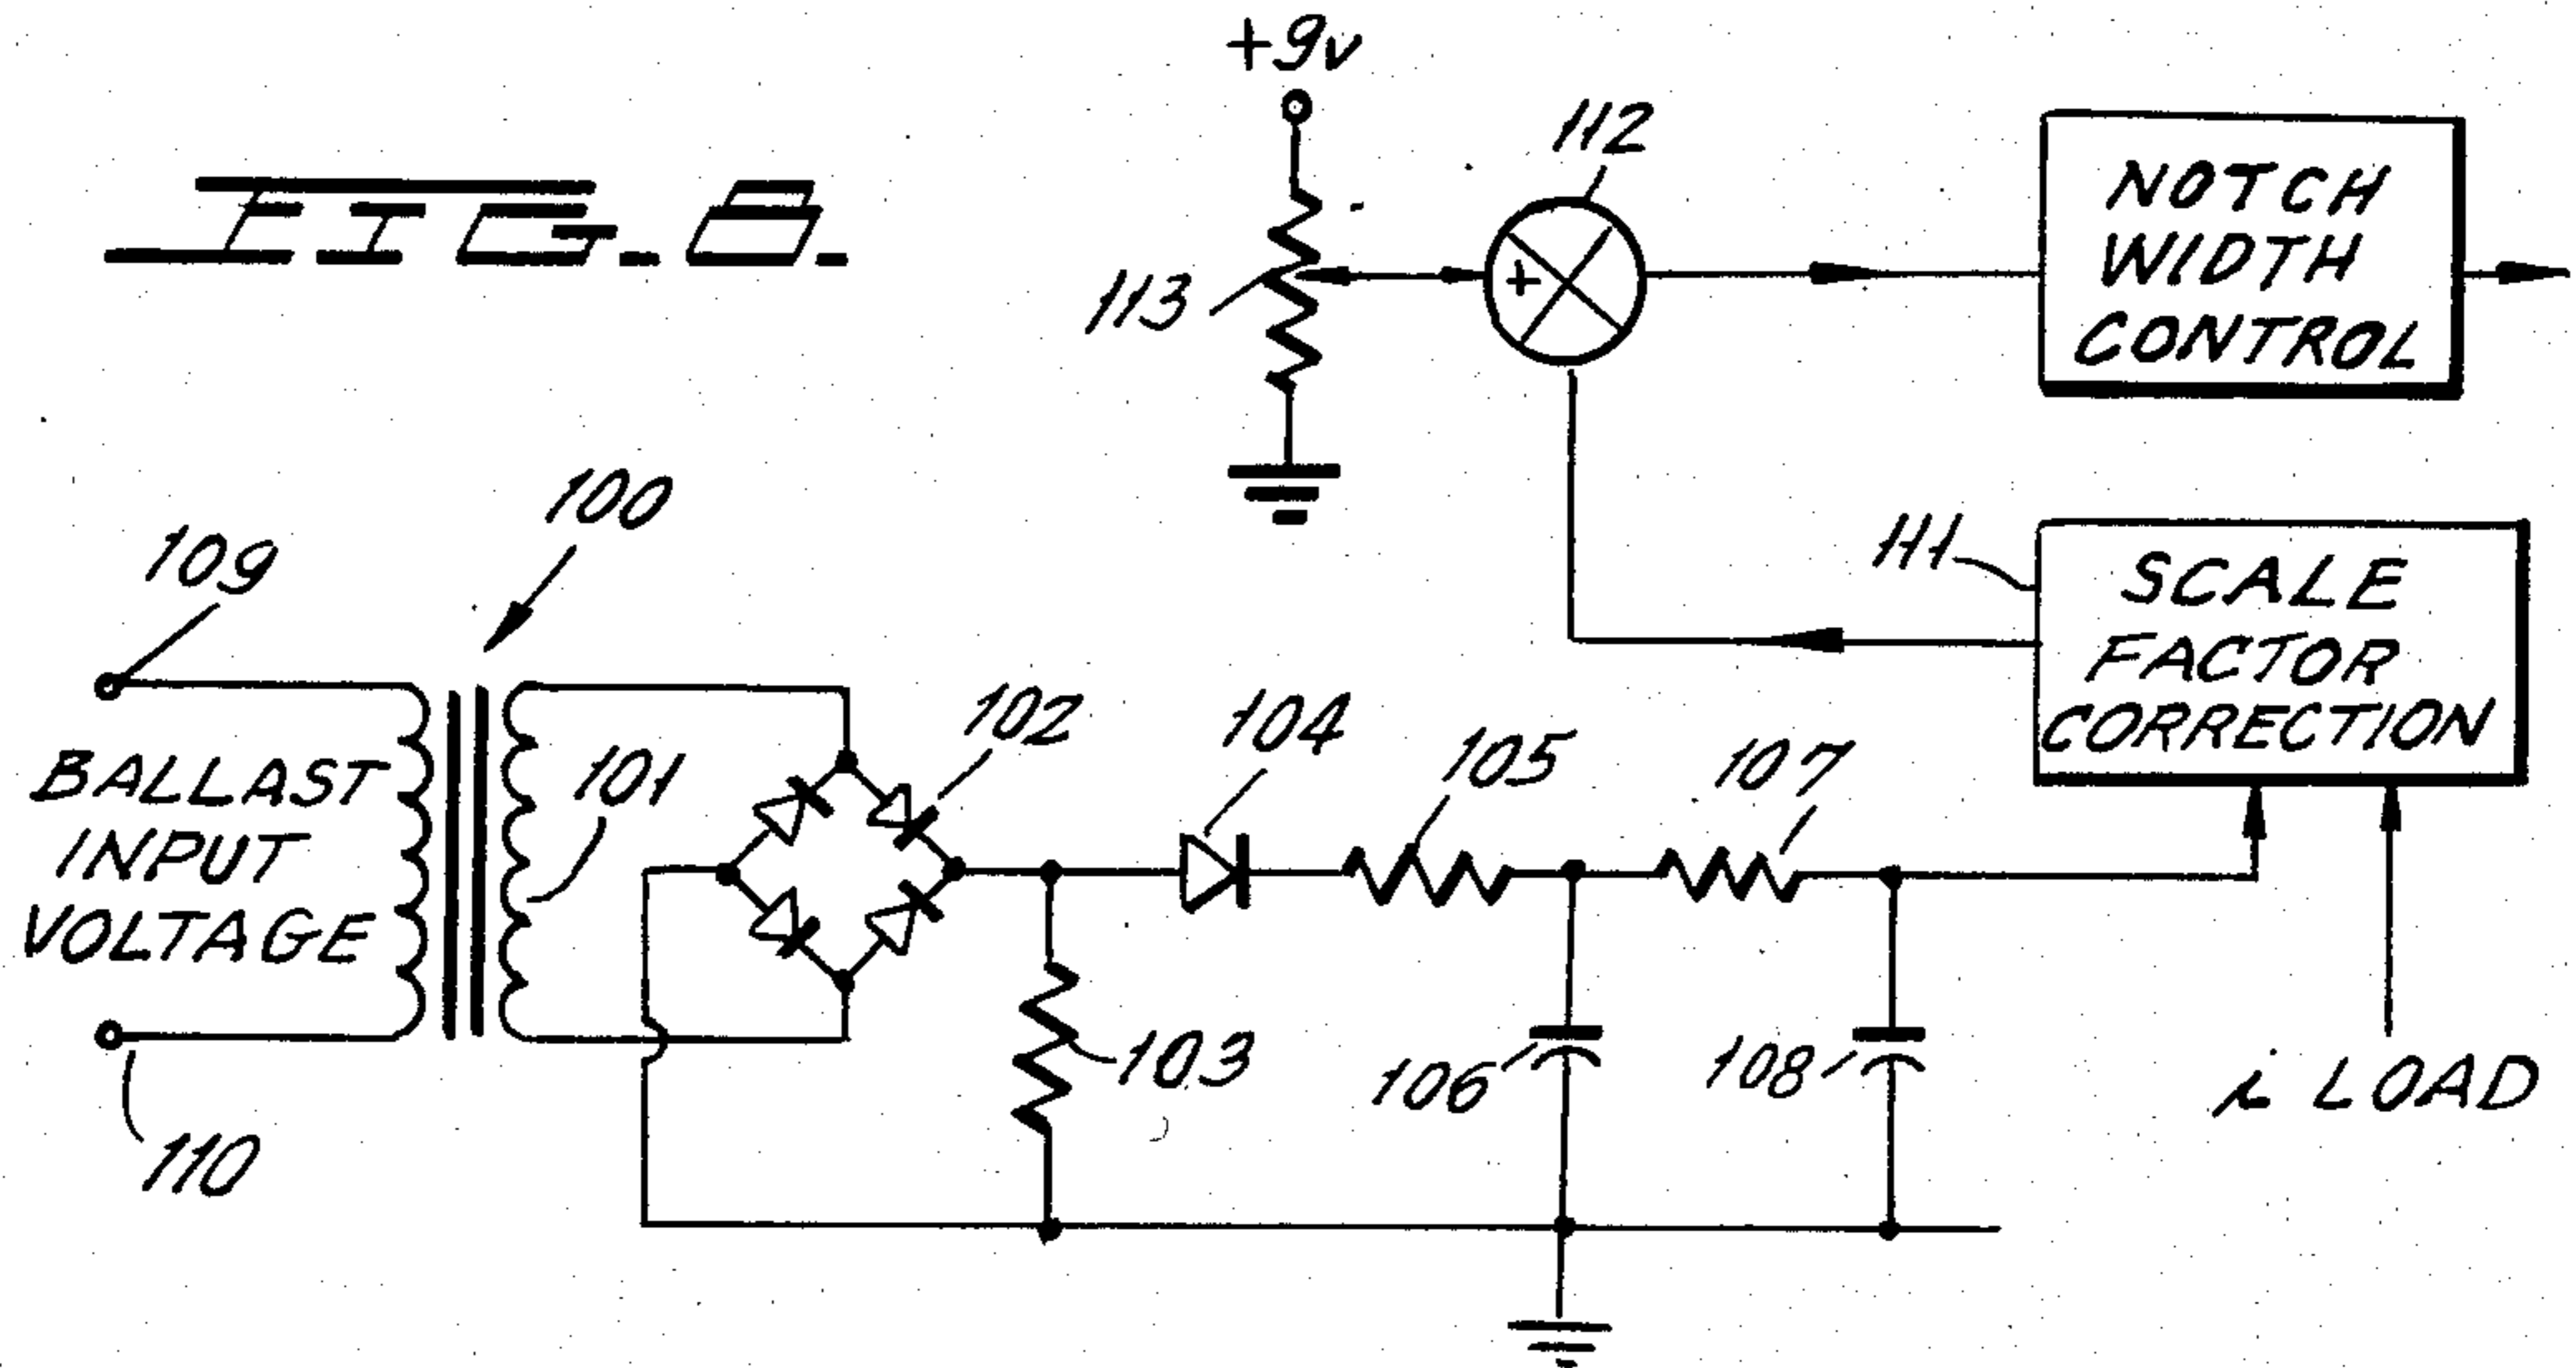 +9v
FIG. 8.
112
NOTCH
WIDTH
CONTROL
113
+
100
109
111
SCALE
FACTOR
CORRECTION
102
104
105
107
101
BALLAST
INPUT
VOLTAGE
103
106
108
i LOAD
110